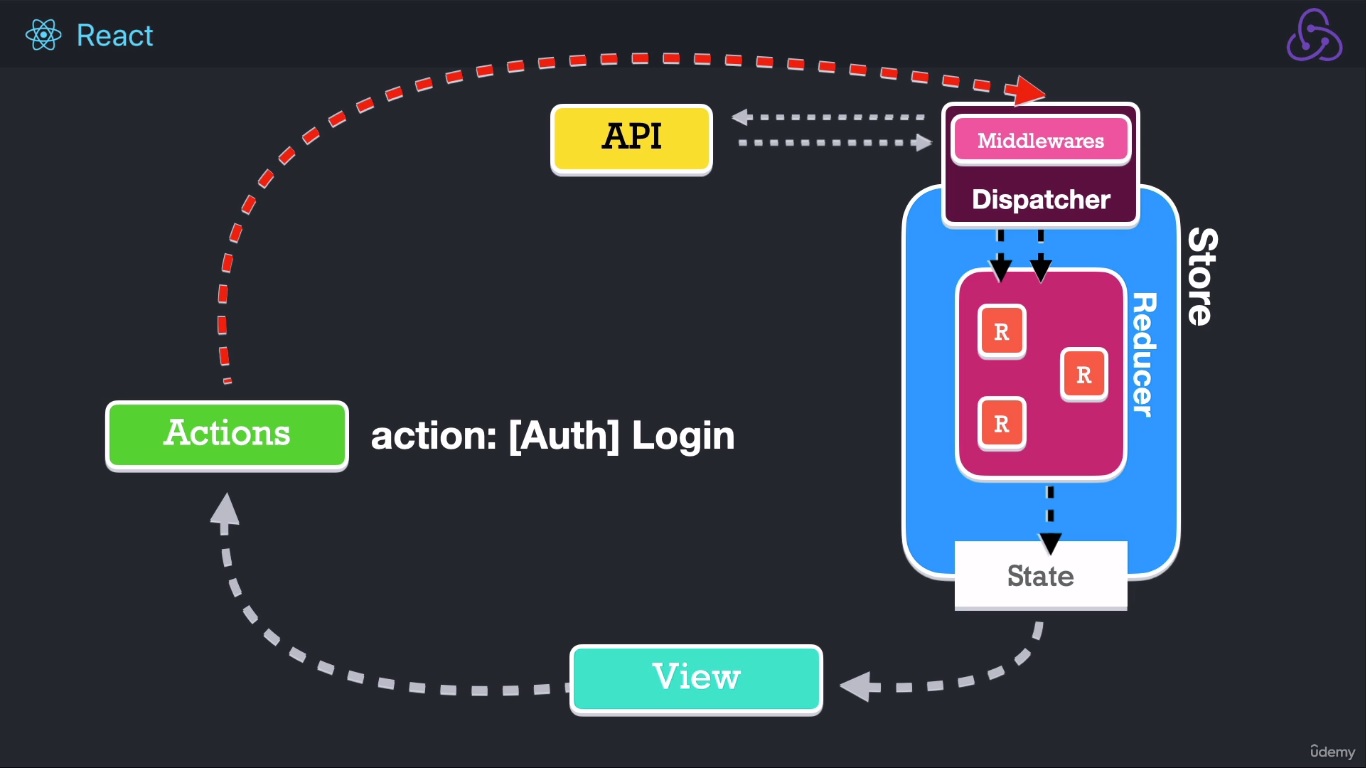 React
API
Middlewares
Dispatcher
Store
Reducer
R
R
R
Actions
action: [Auth] Login
State
View
ûdemy